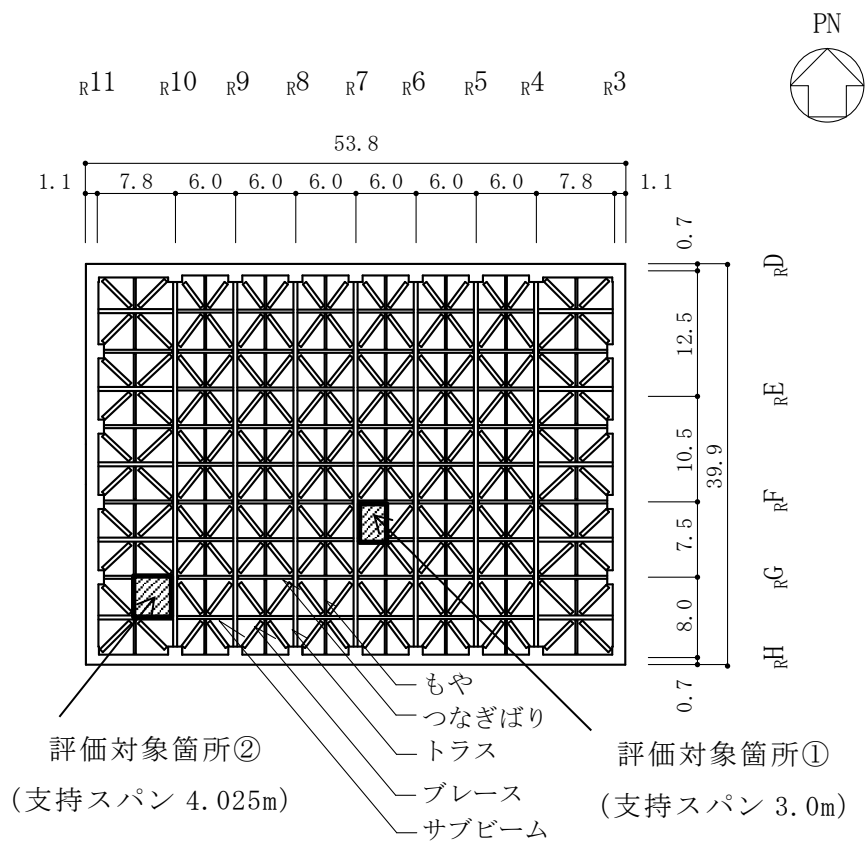 PN
R11 R10 R9 R8 R7 R6 R5 R4 R3
53.8
1.1 7.8 6.0 6.0 6.0 6.0 6.0 6.0 7.8 1.1
0.7
RD
12.5
RE
10.5
39.9
RF
7.5
RG
8.0
RH
0.7
もや
つなぎばり
トラス
ブレース
サブビーム
評価対象箇所②
(支持スパン 4.025m)
評価対象箇所①
(支持スパン 3.0m)